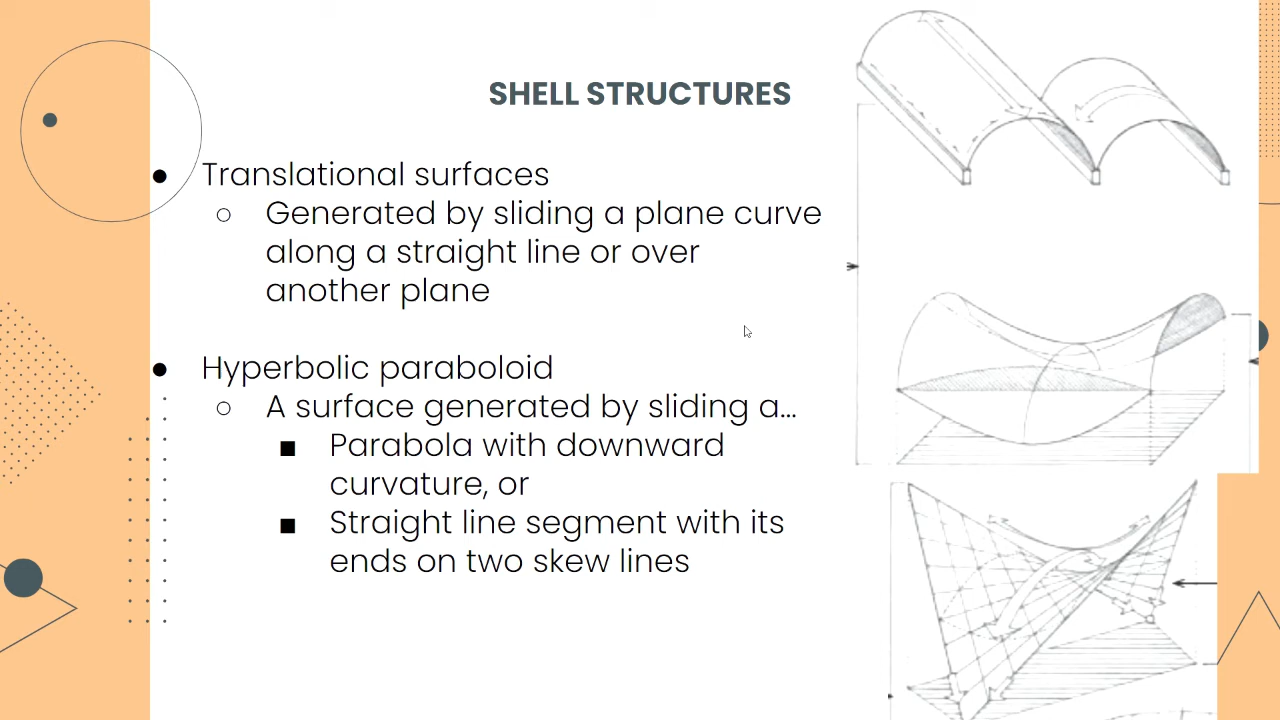 SHELL STRUCTURES
● Translational surfaces
○ Generated by sliding a plane curve
along a straight line or over
another plane
● Hyperbolic paraboloid
○ A surface generated by sliding a...
■ Parabola with downward
curvature, or
■ Straight line segment with its
ends on two skew lines